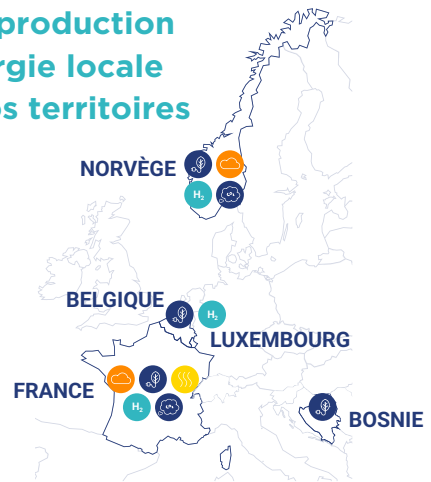 production
rgie locale
s territoires
NORVÈGE
H₂
BELGIQUE
H₂
LUXEMBOURG
FRANCE
H₂
BOSNIE